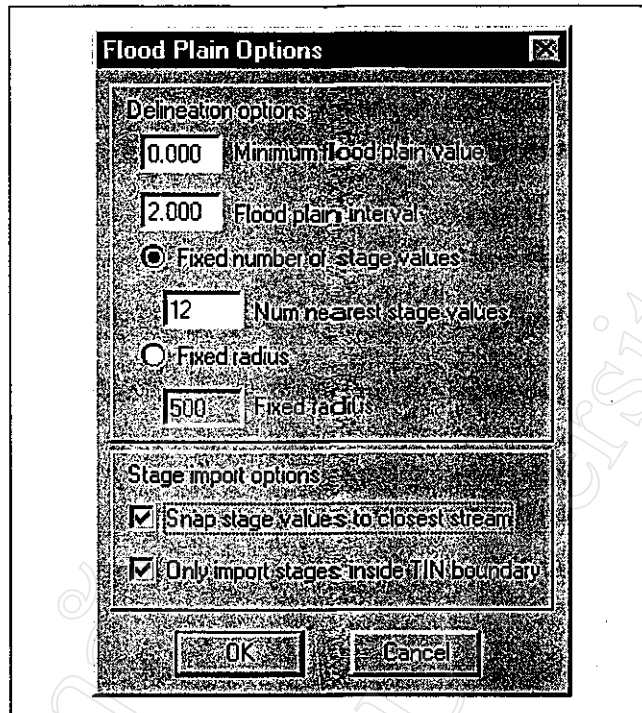 Flood Plain Options
Delineation options
0.000 Minimum flood plain value
2.000 Flood plain interval
Fixed number of stage values
12 Num nearest stage values
Fixed radius
500 Fixed radius
Stage import options
Snap stage values to closest stream
Only import stages inside TIN boundary
OK Cancel